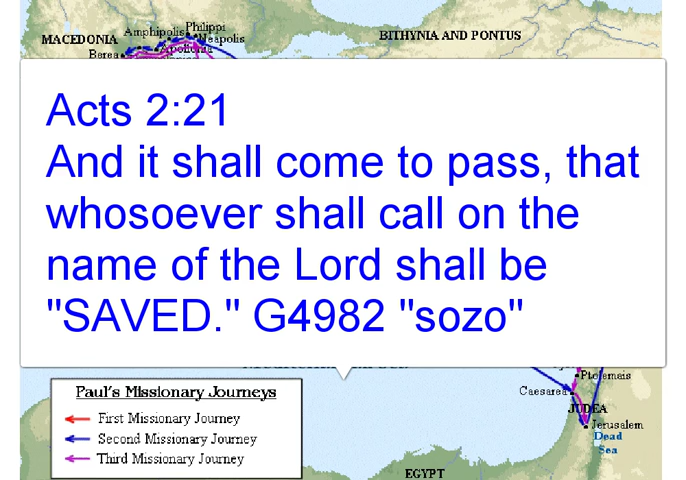 MACEDONIA
Amphipolis
Philippi
Neapolis
Apollonia
Berea
BITHYNIA AND PONTUS
Acts 2:21
And it shall come to pass, that
whosoever shall call on the
name of the Lord shall be
"SAVED." G4982 "sozo"
Ptolemais
Caesarea
JUDEA
Jerusalem
Dead
Sea
Paul's Missionary Journeys
First Missionary Journey
Second Missionary Journey
Third Missionary Journey
EGYPT